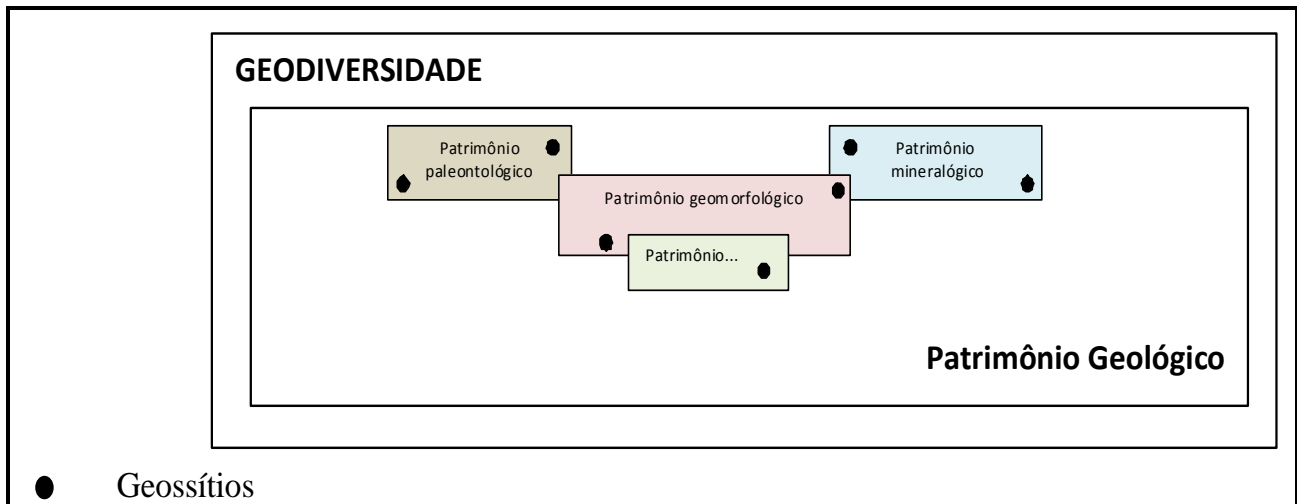 GEODIVERSIDADE
Patrimônio
paleontológico
Patrimônio
mineralógico
Patrimônio geomorfológico
Patrimônio...
Patrimônio Geológico
Geossítios